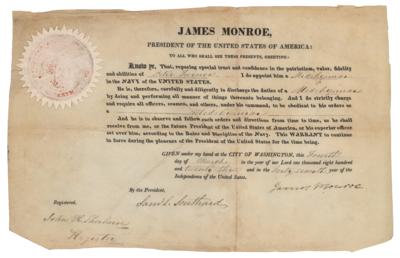 JAMES MONROE,
PRESIDENT OF THE UNITED STATES OF AMERICA:
TO ALL WHO SHALL SEE THESE PRESENTS, GREETING:
Know ye, That, reposing special trust and confidence in the patriotism, valor, fidelity
and abilities of I do appoint him a Midshipman
in the NAVY of the UNITED STATES.
He is, therefore, carefully and diligently to discharge the duties of a Midshipman
by doing and performing all manner of things thereunto belonging. And I do strictly charge
and require all officers, seamen, and others, under his command, to be obedient to his orders as
a Midshipman
And he is to observe and follow such orders and directions from time to time, as he shall
receive from me, or the future President of the United States of America, or his superior officer
set over him, according to the Rules and Discipline of the Navy. This WARRANT to continue
in force during the pleasure of the President of the United States for the time being.
GIVEN under my hand at the CITY OF WASHINGTON, this Fourth
day of March in the year of our Lord one thousand eight hundred
and twenty three and in the forty seventh year of the
Independence of the United States.
James Monroe
By the President,
Saml L. Southard
Registered,
John
Register